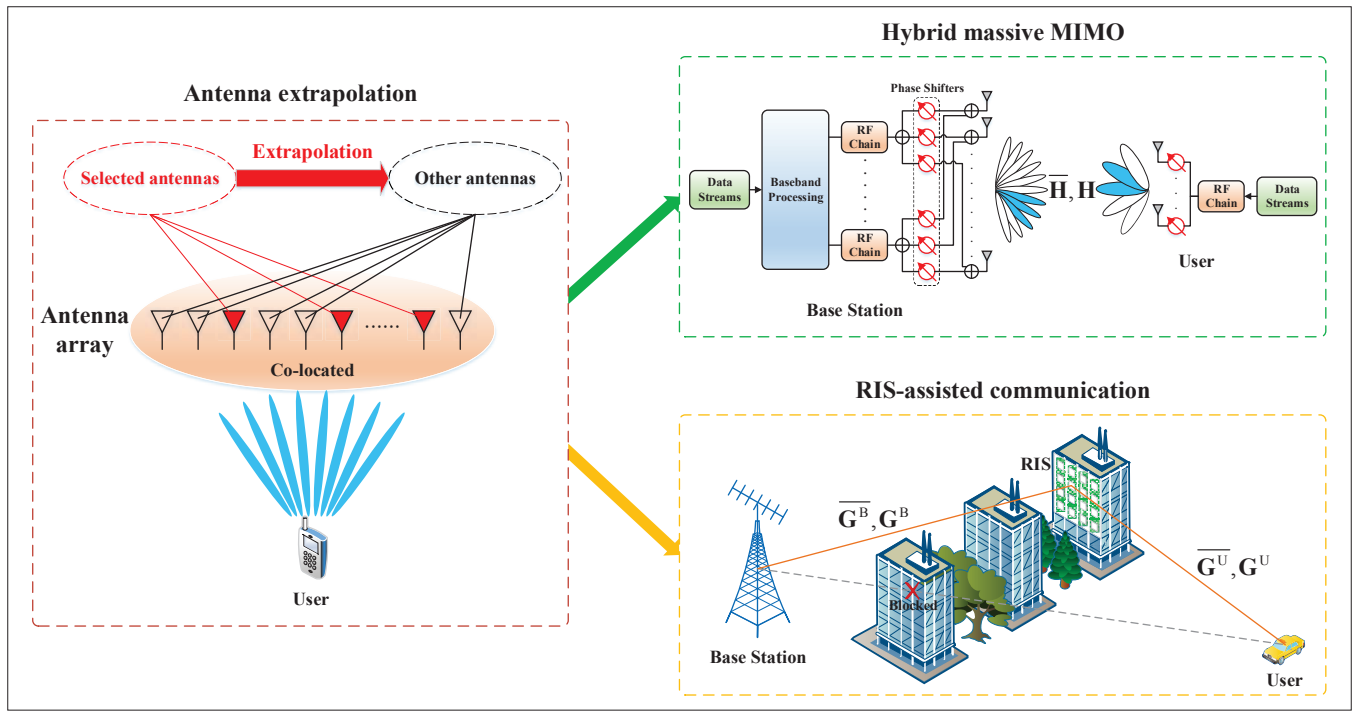 Antenna extrapolation
Extrapolation
Selected antennas
Other antennas
Antenna
array
......
Co-located
User
Hybrid massive MIMO
Phase Shifters
Data
Streams
Baseband
Processing
RF
Chain
RF
Chain
H̅, H
RF
Chain
Data
Streams
User
Base Station
RIS-assisted communication
RIS
G̅ᴮ, Gᴮ
G̅ᵁ, Gᵁ
Blocked
Base Station
User